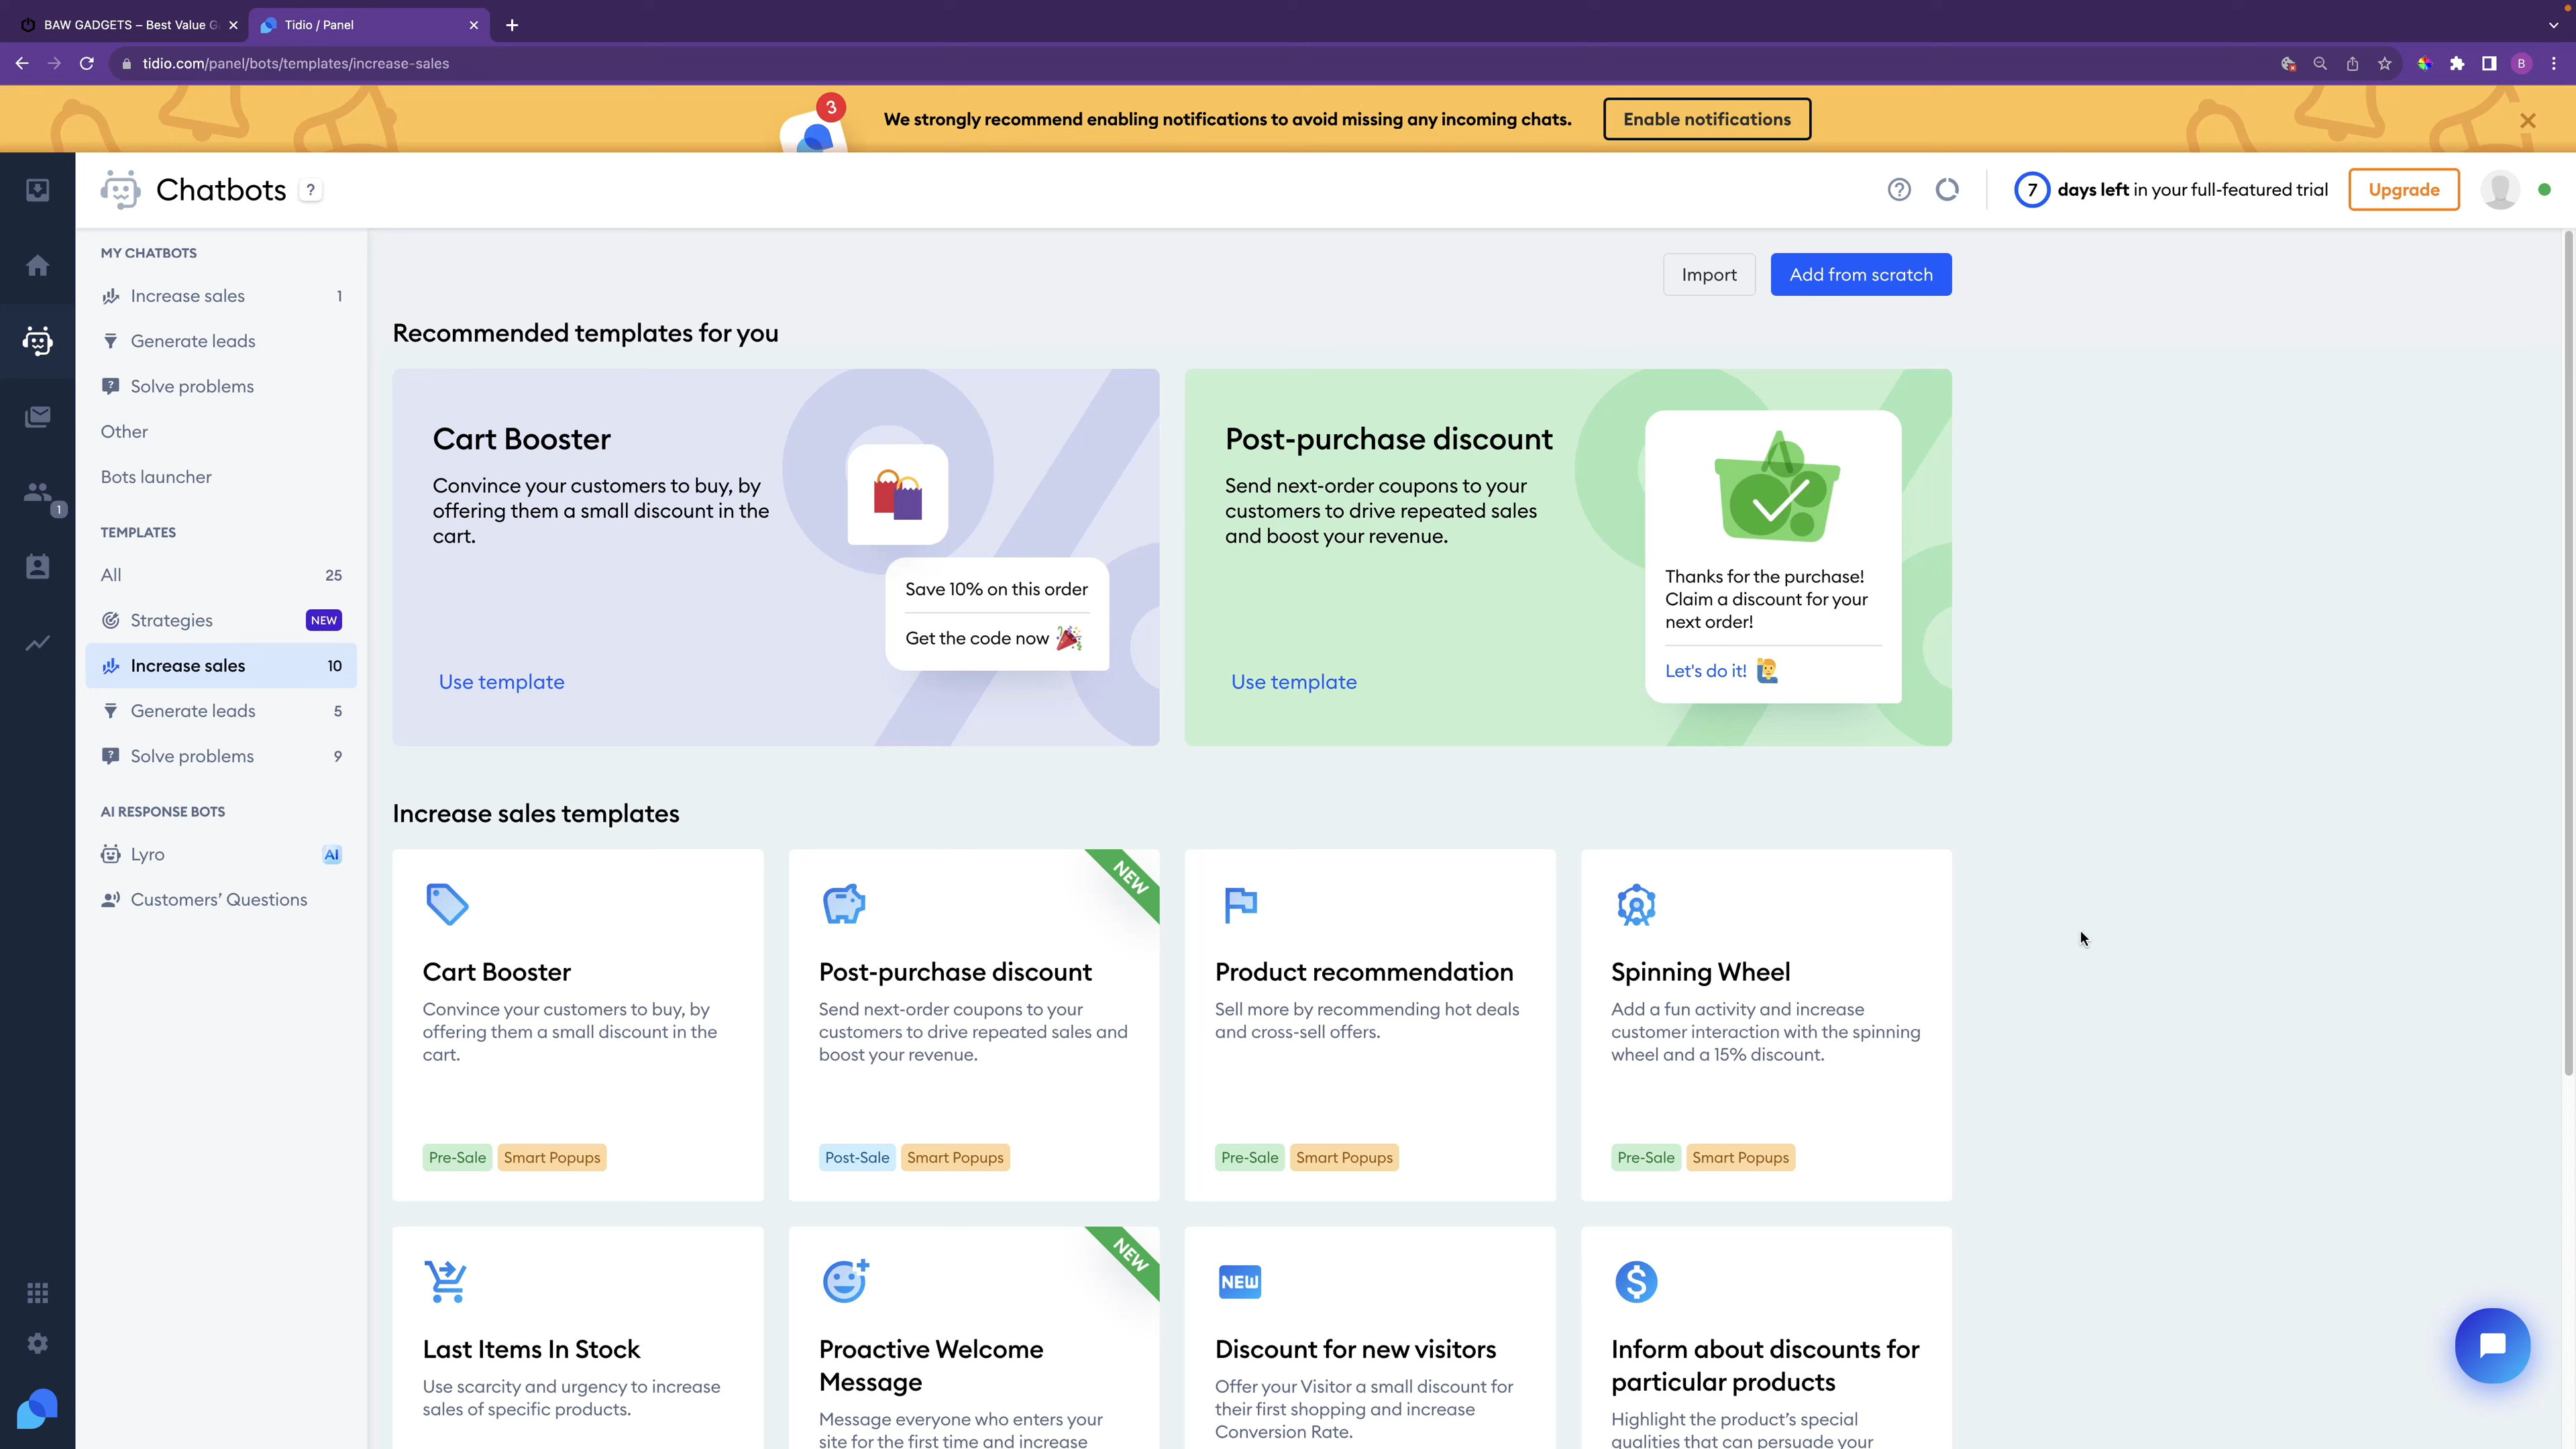 BAW GADGETS – Best Value G
Tidio / Panel
tidio.com/panel/bots/templates/increase-sales
B
3
We strongly recommend enabling notifications to avoid missing any incoming chats.
Enable notifications
Chatbots
?
7 days left in your full-featured trial
Upgrade
MY CHATBOTS
Increase sales 1
Generate leads
Solve problems
Other
Bots launcher
1
TEMPLATES
All 25
Strategies NEW
Increase sales 10
Generate leads 5
Solve problems 9
AI RESPONSE BOTS
Lyro AI
Customers’ Questions
Import
Add from scratch
Recommended templates for you
Cart Booster
Convince your customers to buy, by
offering them a small discount in the
cart.
Save 10% on this order
Get the code now
Use template
Post-purchase discount
Send next-order coupons to your
customers to drive repeated sales
and boost your revenue.
Thanks for the purchase!
Claim a discount for your
next order!
Let's do it!
Use template
Increase sales templates
Cart Booster
Convince your customers to buy, by
offering them a small discount in the
cart.
Pre-Sale Smart Popups
NEW
Post-purchase discount
Send next-order coupons to your
customers to drive repeated sales and
boost your revenue.
Post-Sale Smart Popups
Product recommendation
Sell more by recommending hot deals
and cross-sell offers.
Pre-Sale Smart Popups
Spinning Wheel
Add a fun activity and increase
customer interaction with the spinning
wheel and a 15% discount.
Pre-Sale Smart Popups
Last Items In Stock
Use scarcity and urgency to increase
sales of specific products.
NEW
Proactive Welcome
Message
Message everyone who enters your
site for the first time and increase
NEW
Discount for new visitors
Offer your Visitor a small discount for
their first shopping and increase
Conversion Rate.
$
Inform about discounts for
particular products
Highlight the product’s special
qualities that can persuade your